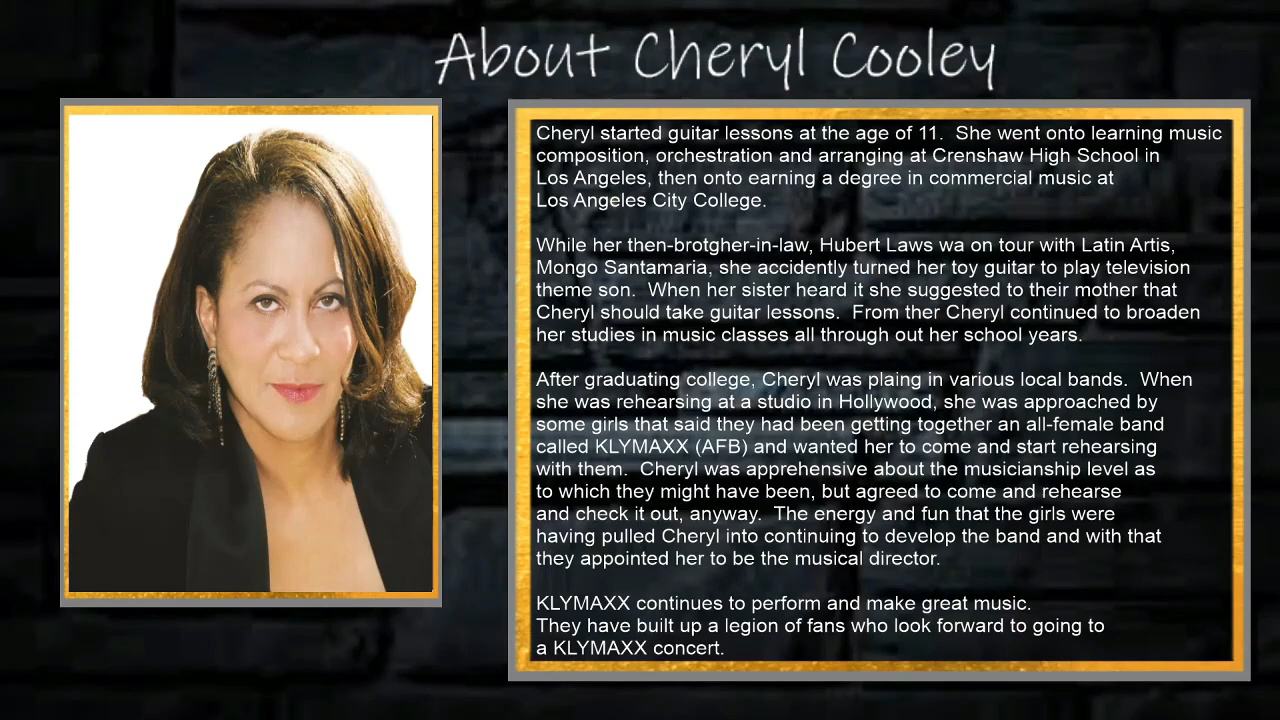 About Cheryl Cooley
Cheryl started guitar lessons at the age of 11.  She went onto learning music
composition, orchestration and arranging at Crenshaw High School in
Los Angeles, then onto earning a degree in commercial music at
Los Angeles City College.
While her then-brotgher-in-law, Hubert Laws wa on tour with Latin Artis,
Mongo Santamaria, she accidently turned her toy guitar to play television
theme son.  When her sister heard it she suggested to their mother that
Cheryl should take guitar lessons.  From ther Cheryl continued to broaden
her studies in music classes all through out her school years.
After graduating college, Cheryl was plaing in various local bands.  When
she was rehearsing at a studio in Hollywood, she was approached by
some girls that said they had been getting together an all-female band
called KLYMAXX (AFB) and wanted her to come and start rehearsing
with them.  Cheryl was apprehensive about the musicianship level as
to which they might have been, but agreed to come and rehearse
and check it out, anyway.  The energy and fun that the girls were
having pulled Cheryl into continuing to develop the band and with that
they appointed her to be the musical director.
KLYMAXX continues to perform and make great music.
They have built up a legion of fans who look forward to going to
a KLYMAXX concert.